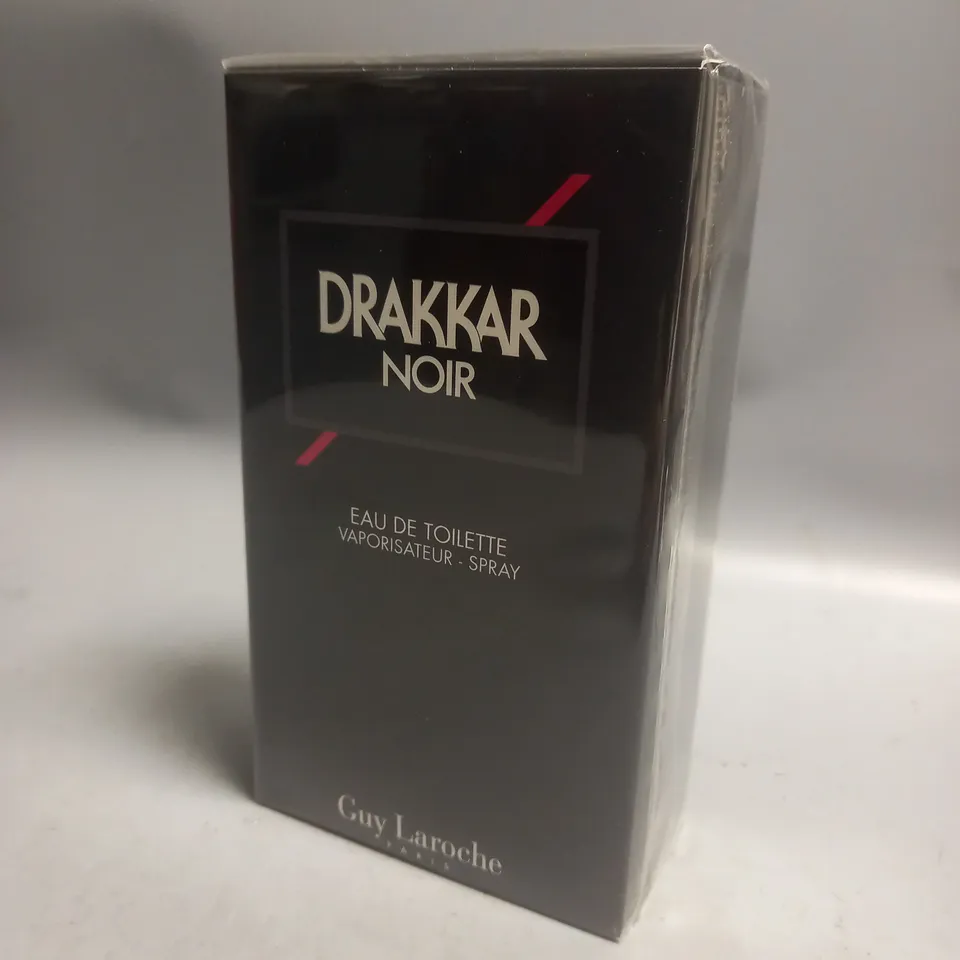 DRAKKAR
NOIR
EAU DE TOILETTE
VAPORISATEUR - SPRAY
Guy Laroche
PARIS